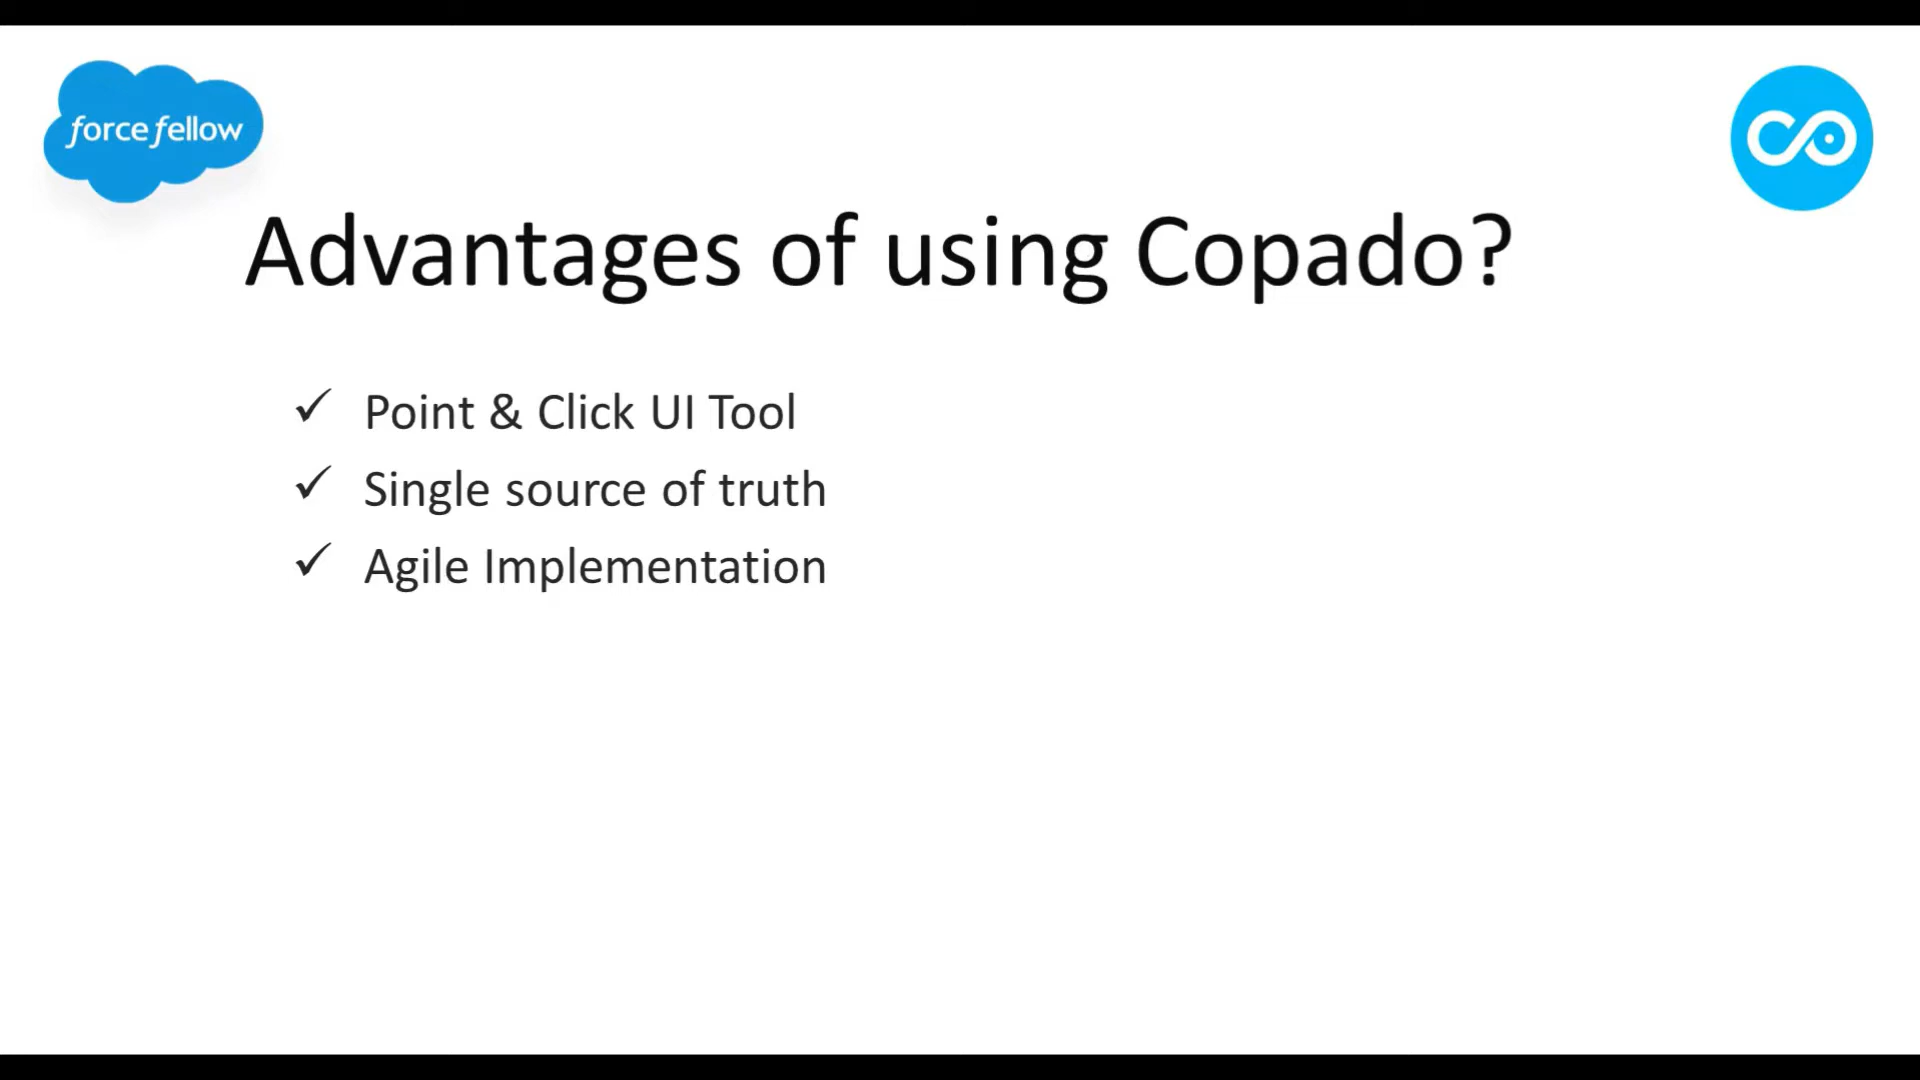 force fellow
Advantages of using Copado?
✓ Point & Click UI Tool
✓ Single source of truth
✓ Agile Implementation